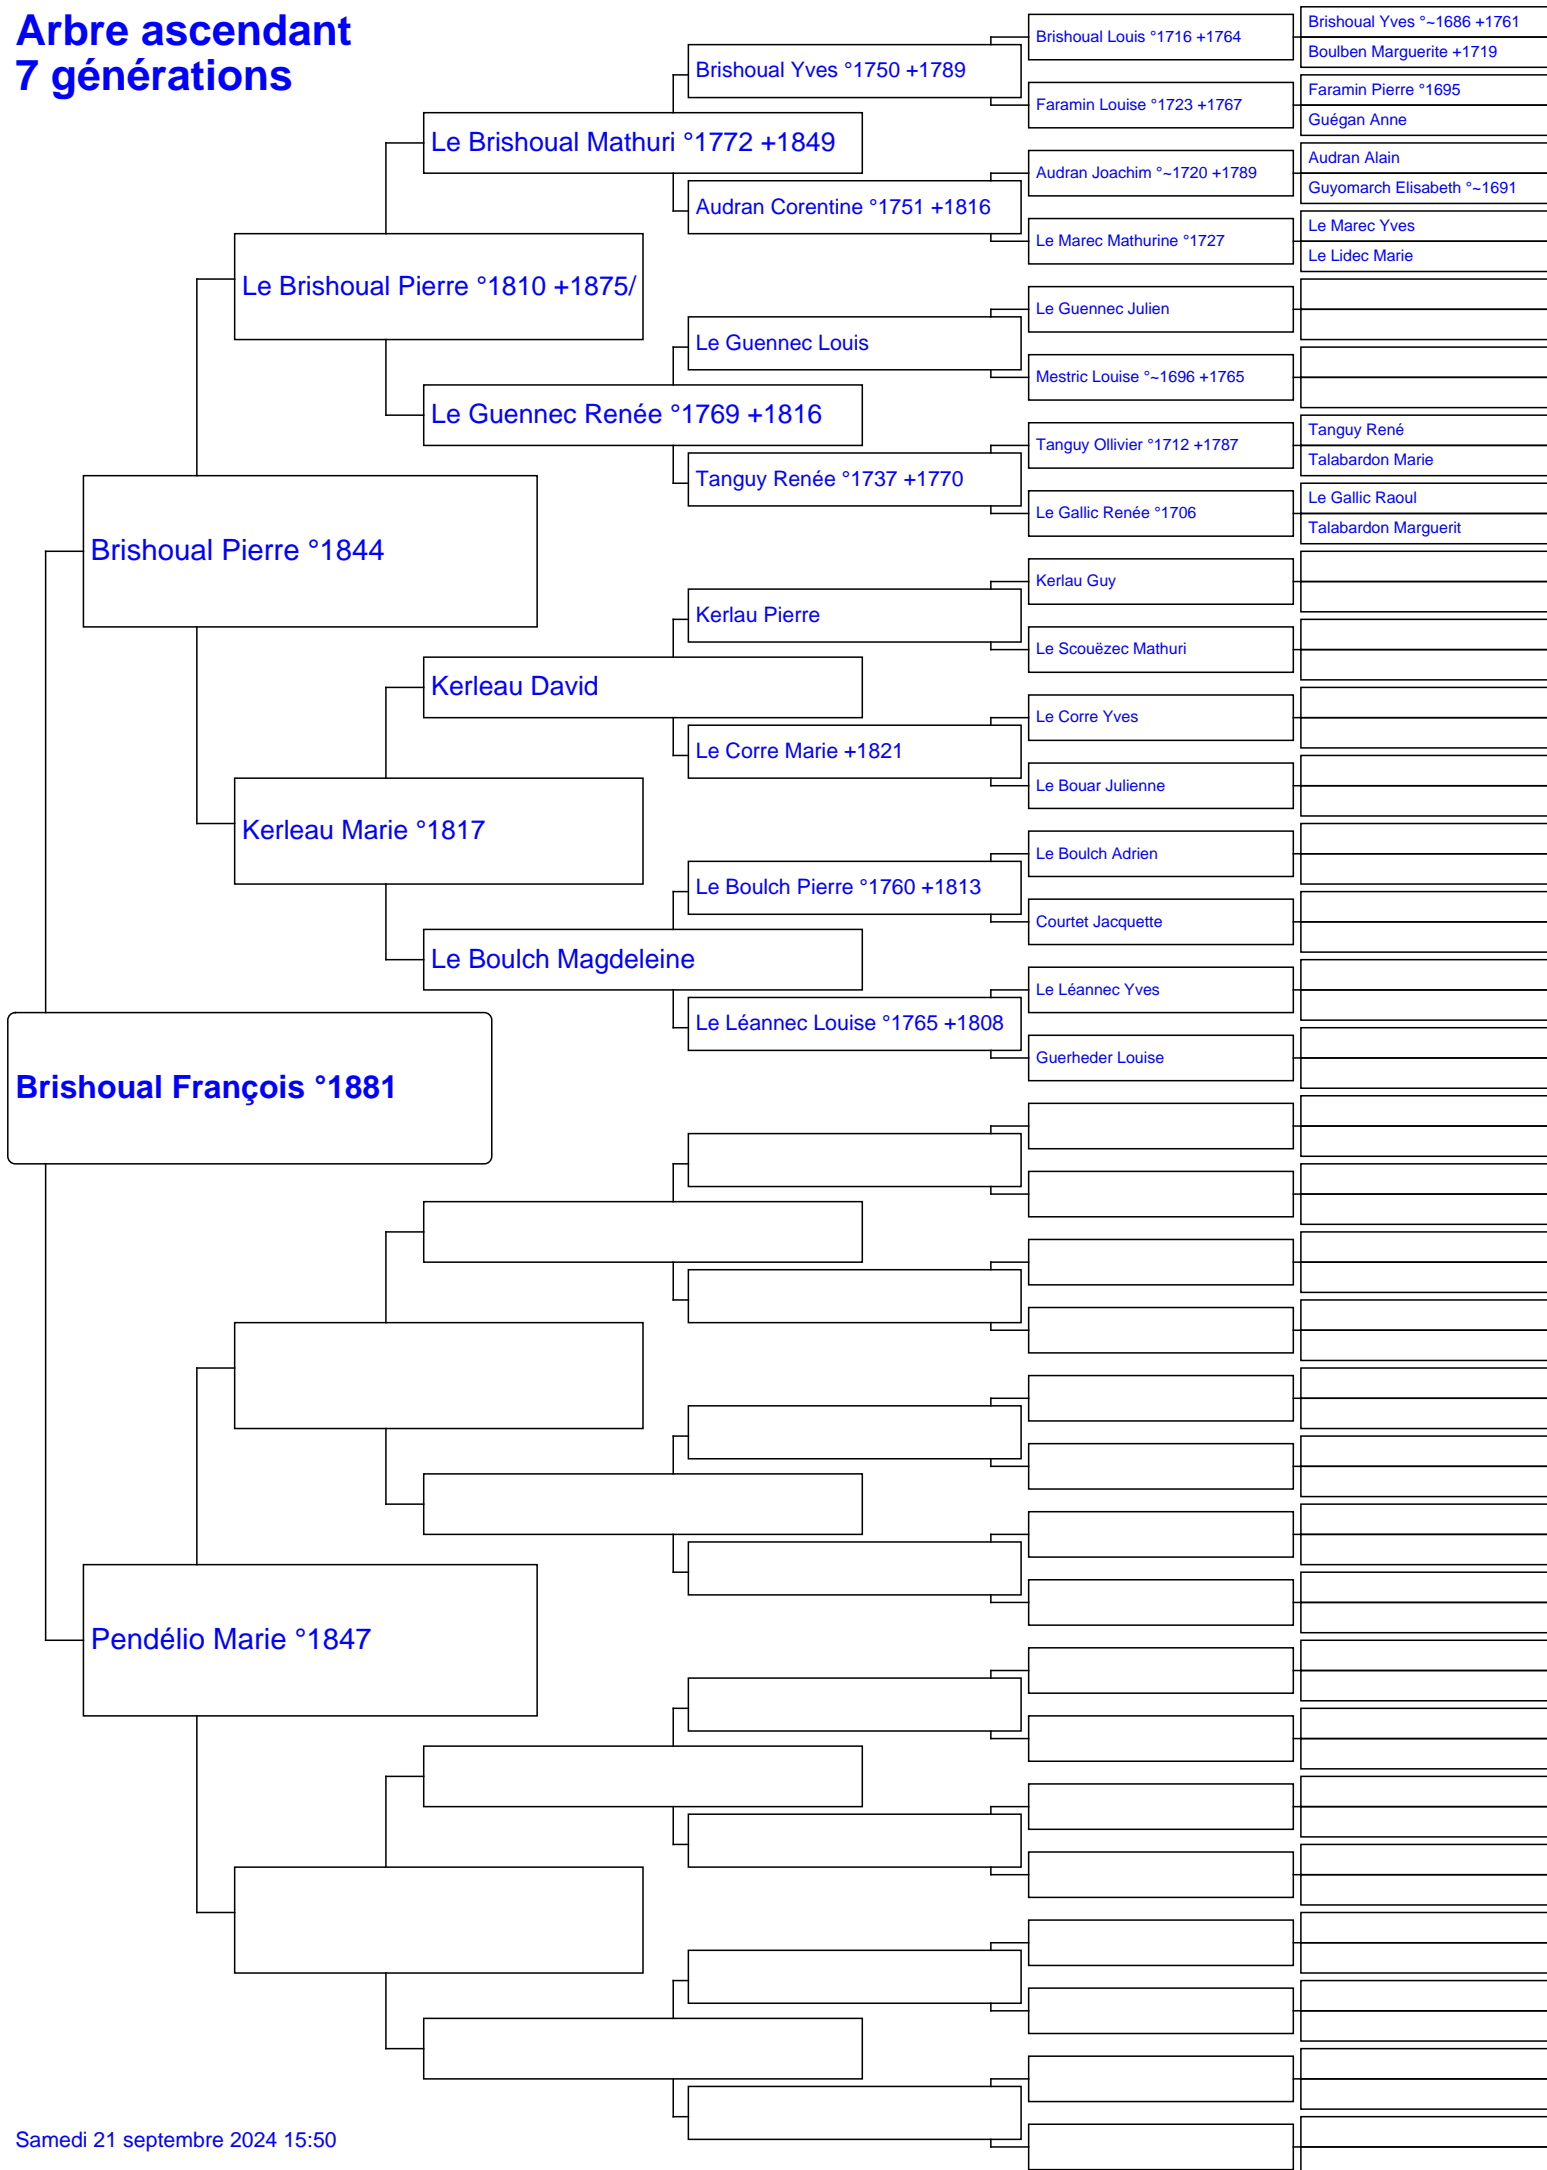 Arbre ascendant
7 générations
Brishoual François °1881
Brishoual Pierre °1844
Pendélio Marie °1847
Le Brishoual Pierre °1810 +1875/
Kerleau Marie °1817
Le Brishoual Mathuri °1772 +1849
Le Guennec Renée °1769 +1816
Kerleau David
Le Boulch Magdeleine
Brishoual Yves °1750 +1789
Audran Corentine °1751 +1816
Le Guennec Louis
Tanguy Renée °1737 +1770
Kerlau Pierre
Le Corre Marie +1821
Le Boulch Pierre °1760 +1813
Le Léannec Louise °1765 +1808
Brishoual Louis °1716 +1764
Faramin Louise °1723 +1767
Audran Joachim °~1720 +1789
Le Marec Mathurine °1727
Le Guennec Julien
Mestric Louise °~1696 +1765
Tanguy Ollivier °1712 +1787
Le Gallic Renée °1706
Kerlau Guy
Le Scouëzec Mathuri
Le Corre Yves
Le Bouar Julienne
Le Boulch Adrien
Courtet Jacquette
Le Léannec Yves
Guerheder Louise
Brishoual Yves °~1686 +1761
Boulben Marguerite +1719
Faramin Pierre °1695
Guégan Anne
Audran Alain
Guyomarch Elisabeth °~1691
Le Marec Yves
Le Lidec Marie
Tanguy René
Talabardon Marie
Le Gallic Raoul
Talabardon Marguerit
Samedi 21 septembre 2024 15:50